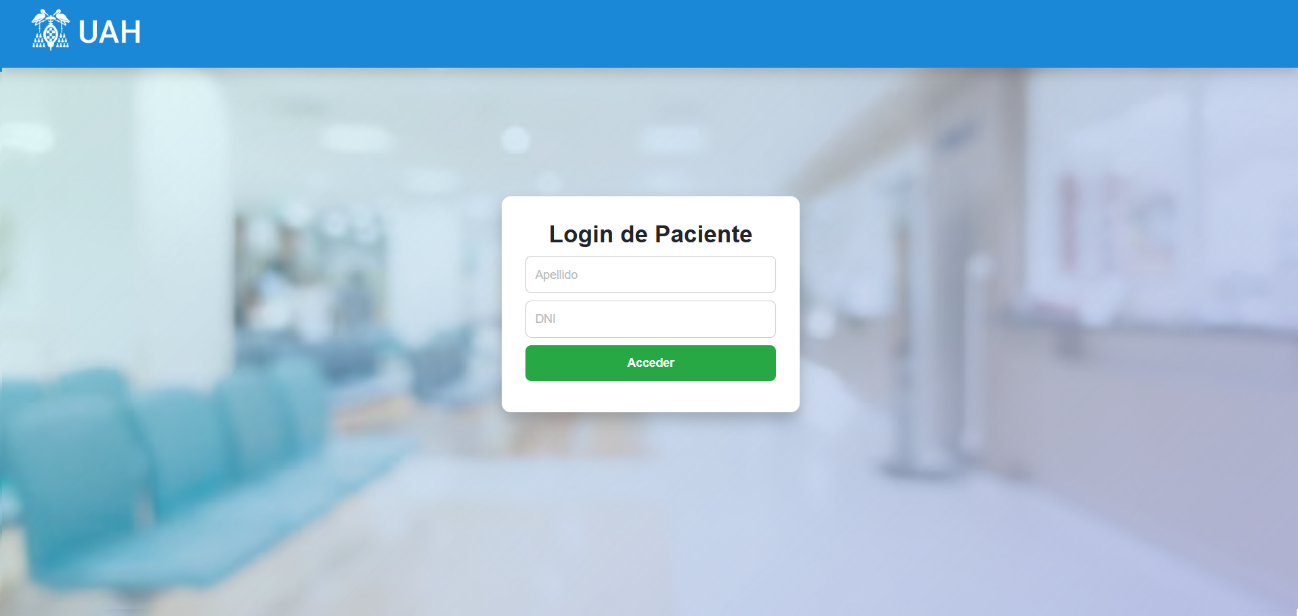 UAH
Login de Paciente
Apellido
DNI
Acceder